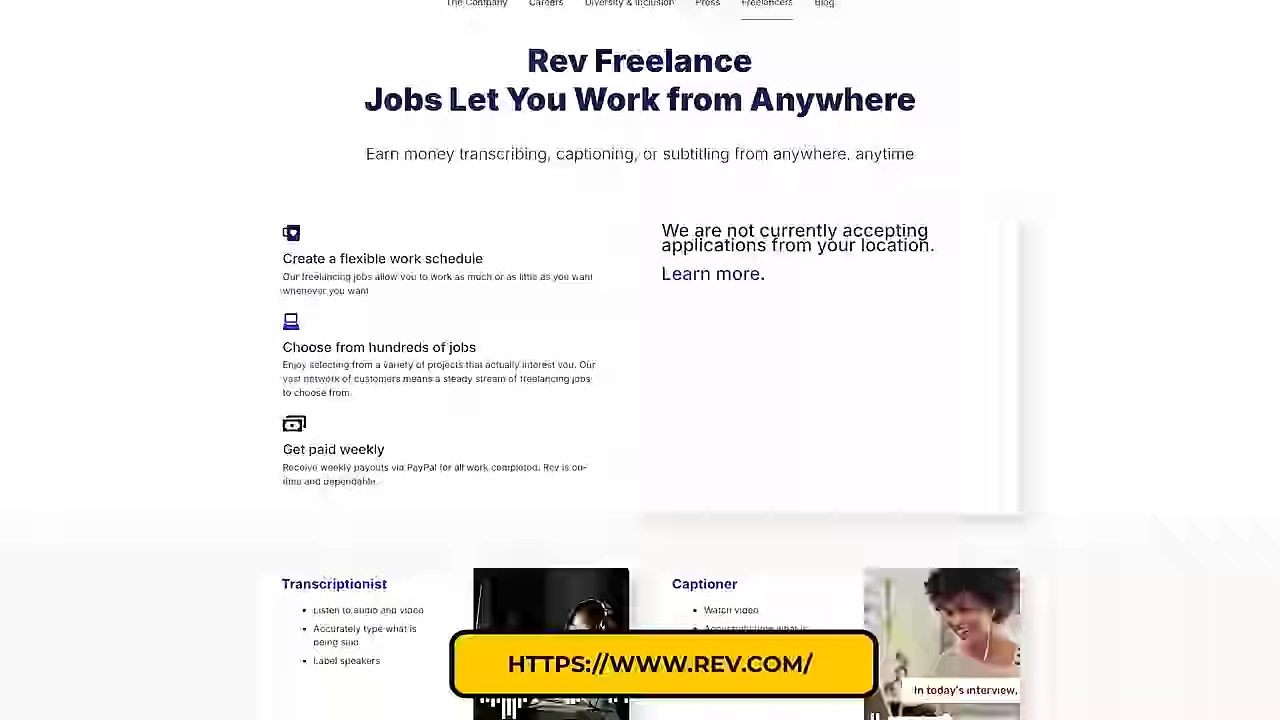 The Company Careers Diversity & Inclusion Press Freelancers Blog
Rev Freelance
Jobs Let You Work from Anywhere
Earn money transcribing, captioning, or subtitling from anywhere, anytime
Create a flexible work schedule
Our freelancing jobs allow you to work as much or as little as you want
whenever you want
Choose from hundreds of jobs
Enjoy selecting from a variety of projects that actually interest you. Our
vast network of customers means a steady stream of freelancing jobs
to choose from.
Get paid weekly
Receive weekly payouts via PayPal for all work completed. Rev is on-
time and dependable.
We are not currently accepting
applications from your location.
Learn more.
Transcriptionist
Listen to audio and video
Accurately type what is
being said
Label speakers
Captioner
Watch video
In today's interview,
HTTPS://WWW.REV.COM/